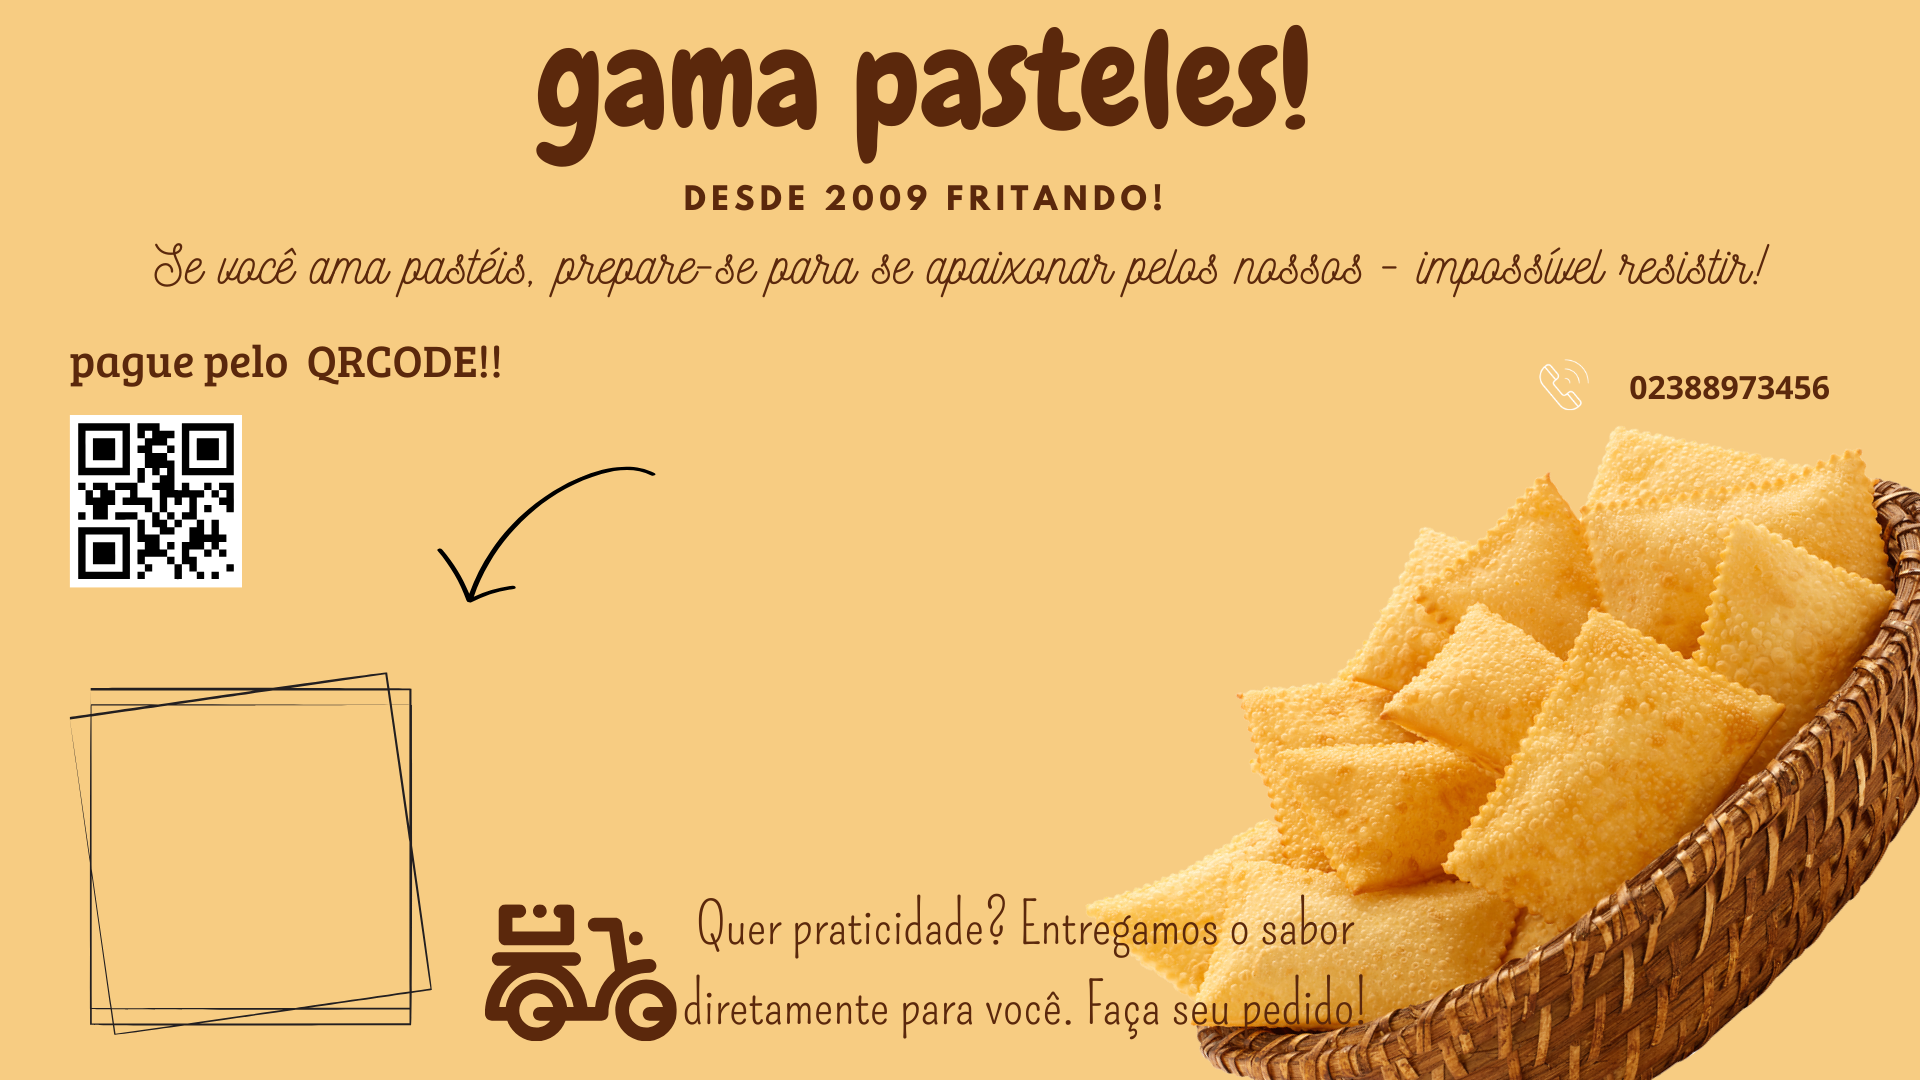 gama pasteles!
DESDE 2009 FRITANDO!
Se você ama pastéis, prepare-se para se apaixonar pelos nossos - impossível resistir!
pague pelo QRCODE!!
02388973456
Quer praticidade? Entregamos o sabor
diretamente para você. Faça seu pedido!